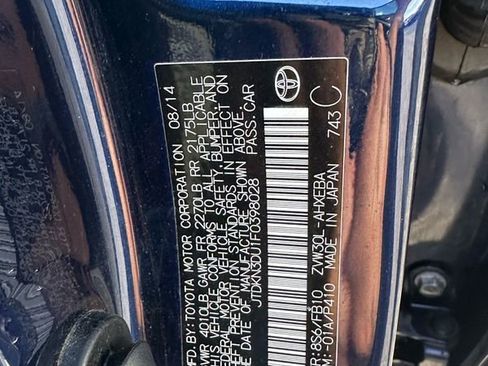 MFD.BY:TOYOTA MOTOR CORPORATION 08/14
GVWR 4010LB GAWR FR 2270LB RR 2175LB
THIS VEHICLE CONFORMS TO ALL APPLICABLE
FEDERAL MOTOR VEHICLE SAFETY, BUMPER, AND
THEFT PREVENTION STANDARDS IN EFFECT ON
THE DATE OF MANUFACTURE SHOWN ABOVE.
JTDKN3DU1F0398028 PASS.CAR
C/TR:8S6/FB10 ZVW30L-AHXEBA
A/TM:-01A/P410 MADE IN JAPAN 743
C